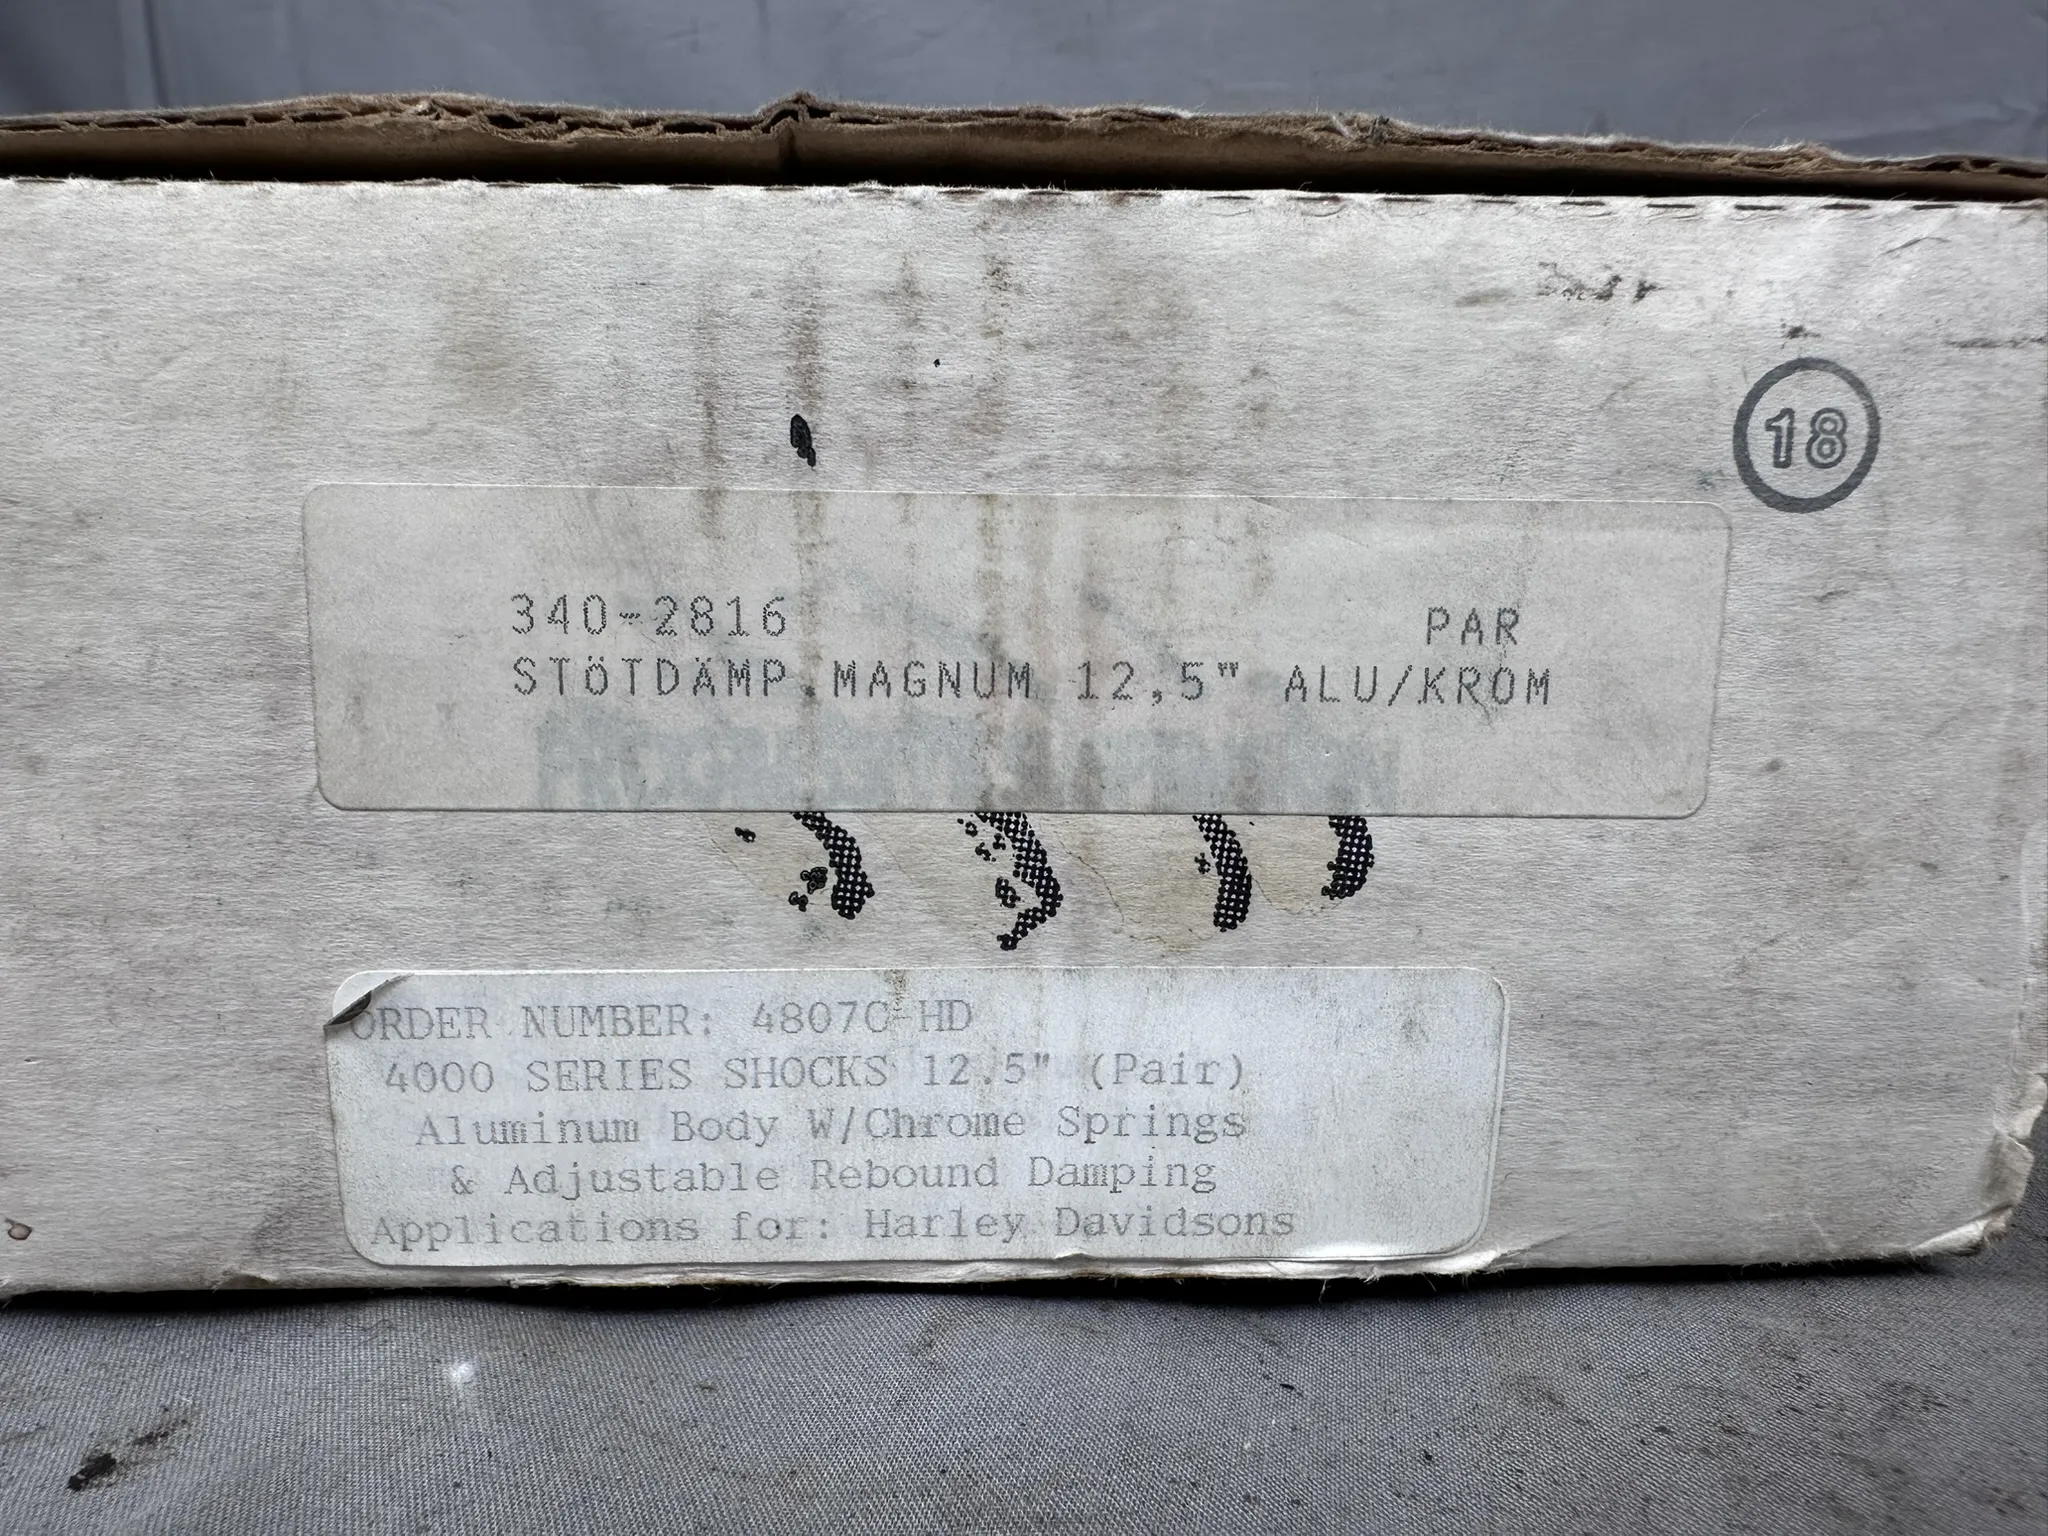 18
340-2816 PAR
STÖTDÄMP.MAGNUM 12,5" ALU/KROM
ORDER NUMBER: 4807C-HD
4000 SERIES SHOCKS 12.5" (Pair)
Aluminum Body W/Chrome Springs
& Adjustable Rebound Damping
Applications for: Harley Davidsons